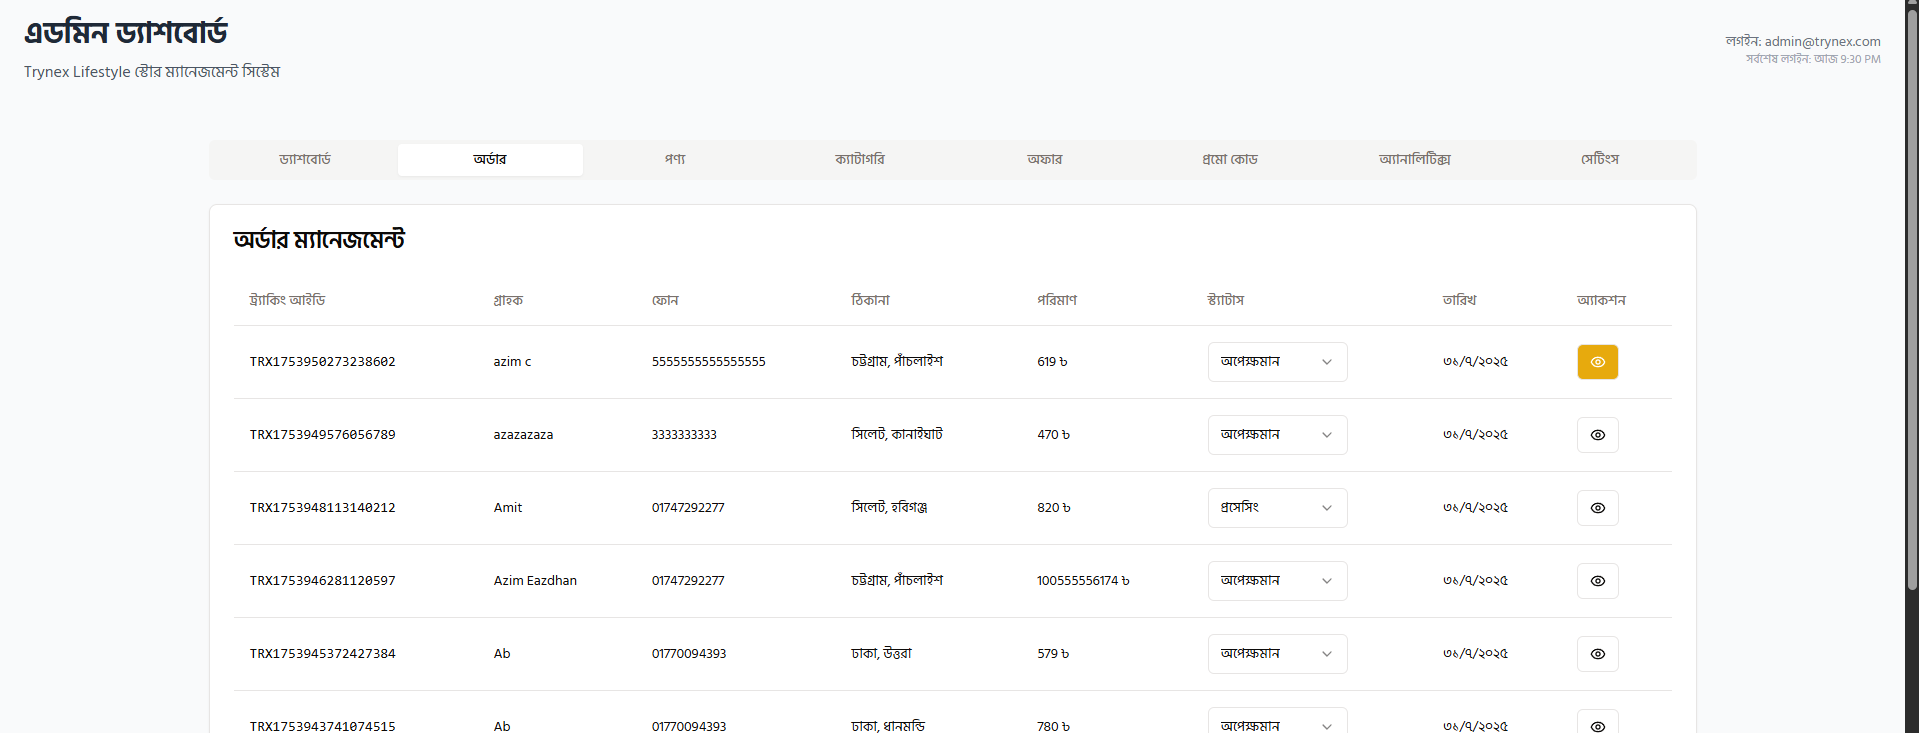 এডমিন ড্যাশবোর্ড
Trynex Lifestyle স্টোর ম্যানেজমেন্ট সিস্টেম
লগইন: admin@trynex.com
সর্বশেষ লগইন: আজ 9:30 PM
ড্যাশবোর্ড অর্ডার পণ্য ক্যাটাগরি অফার প্রমো কোড অ্যানালিটিক্স সেটিংস
অর্ডার ম্যানেজমেন্ট
ট্র্যাকিং আইডি গ্রাহক ফোন ঠিকানা পরিমাণ স্ট্যাটাস তারিখ অ্যাকশন
TRX1753950273238602 azim c 5555555555555555 চট্টগ্রাম, পাঁচলাইশ 619 ৳ অপেক্ষমান ৩১/৭/২০২৫
TRX1753949576056789 azazazaza 3333333333 সিলেট, কানাইঘাট 470 ৳ অপেক্ষমান ৩১/৭/২০২৫
TRX1753948113140212 Amit 01747292277 সিলেট, হবিগঞ্জ 820 ৳ প্রসেসিং ৩১/৭/২০২৫
TRX1753946281120597 Azim Eazdhan 01747292277 চট্টগ্রাম, পাঁচলাইশ 100555556174 ৳ অপেক্ষমান ৩১/৭/২০২৫
TRX1753945372427384 Ab 01770094393 ঢাকা, উত্তরা 579 ৳ অপেক্ষমান ৩১/৭/২০২৫
TRX1753943741074515 Ab 01770094393 ঢাকা, ধানমন্ডি 780 ৳ অপেক্ষমান ৩১/৭/২০২৫